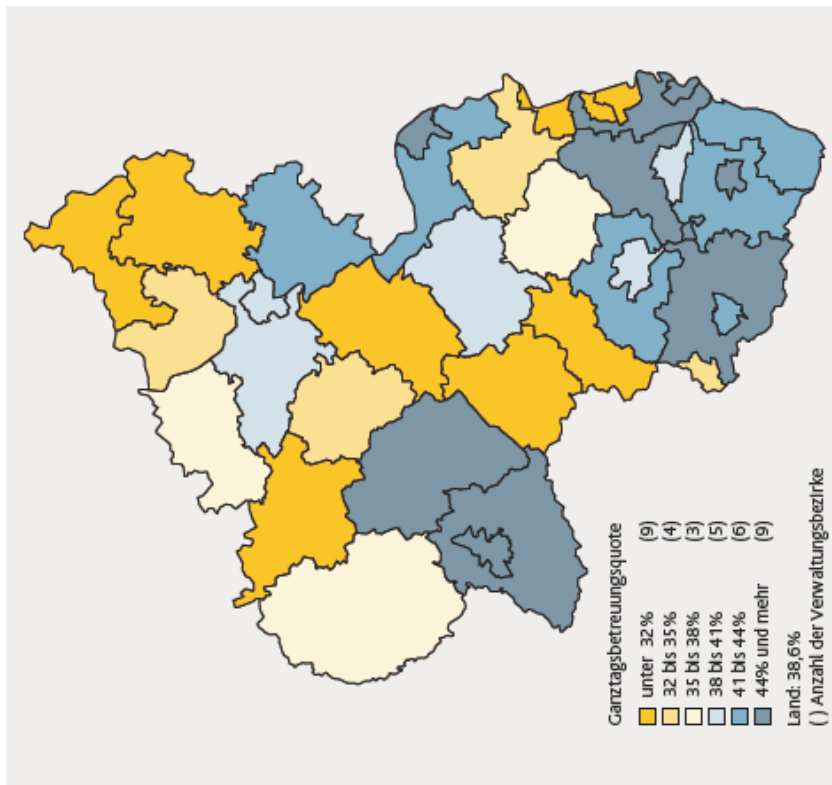 Ganztagsbetreuungsquote
unter 32% (9)
32 bis 35% (4)
35 bis 38% (3)
38 bis 41% (5)
41 bis 44% (6)
44% und mehr (9)
Land: 38,6%
( ) Anzahl der Verwaltungsbezirke